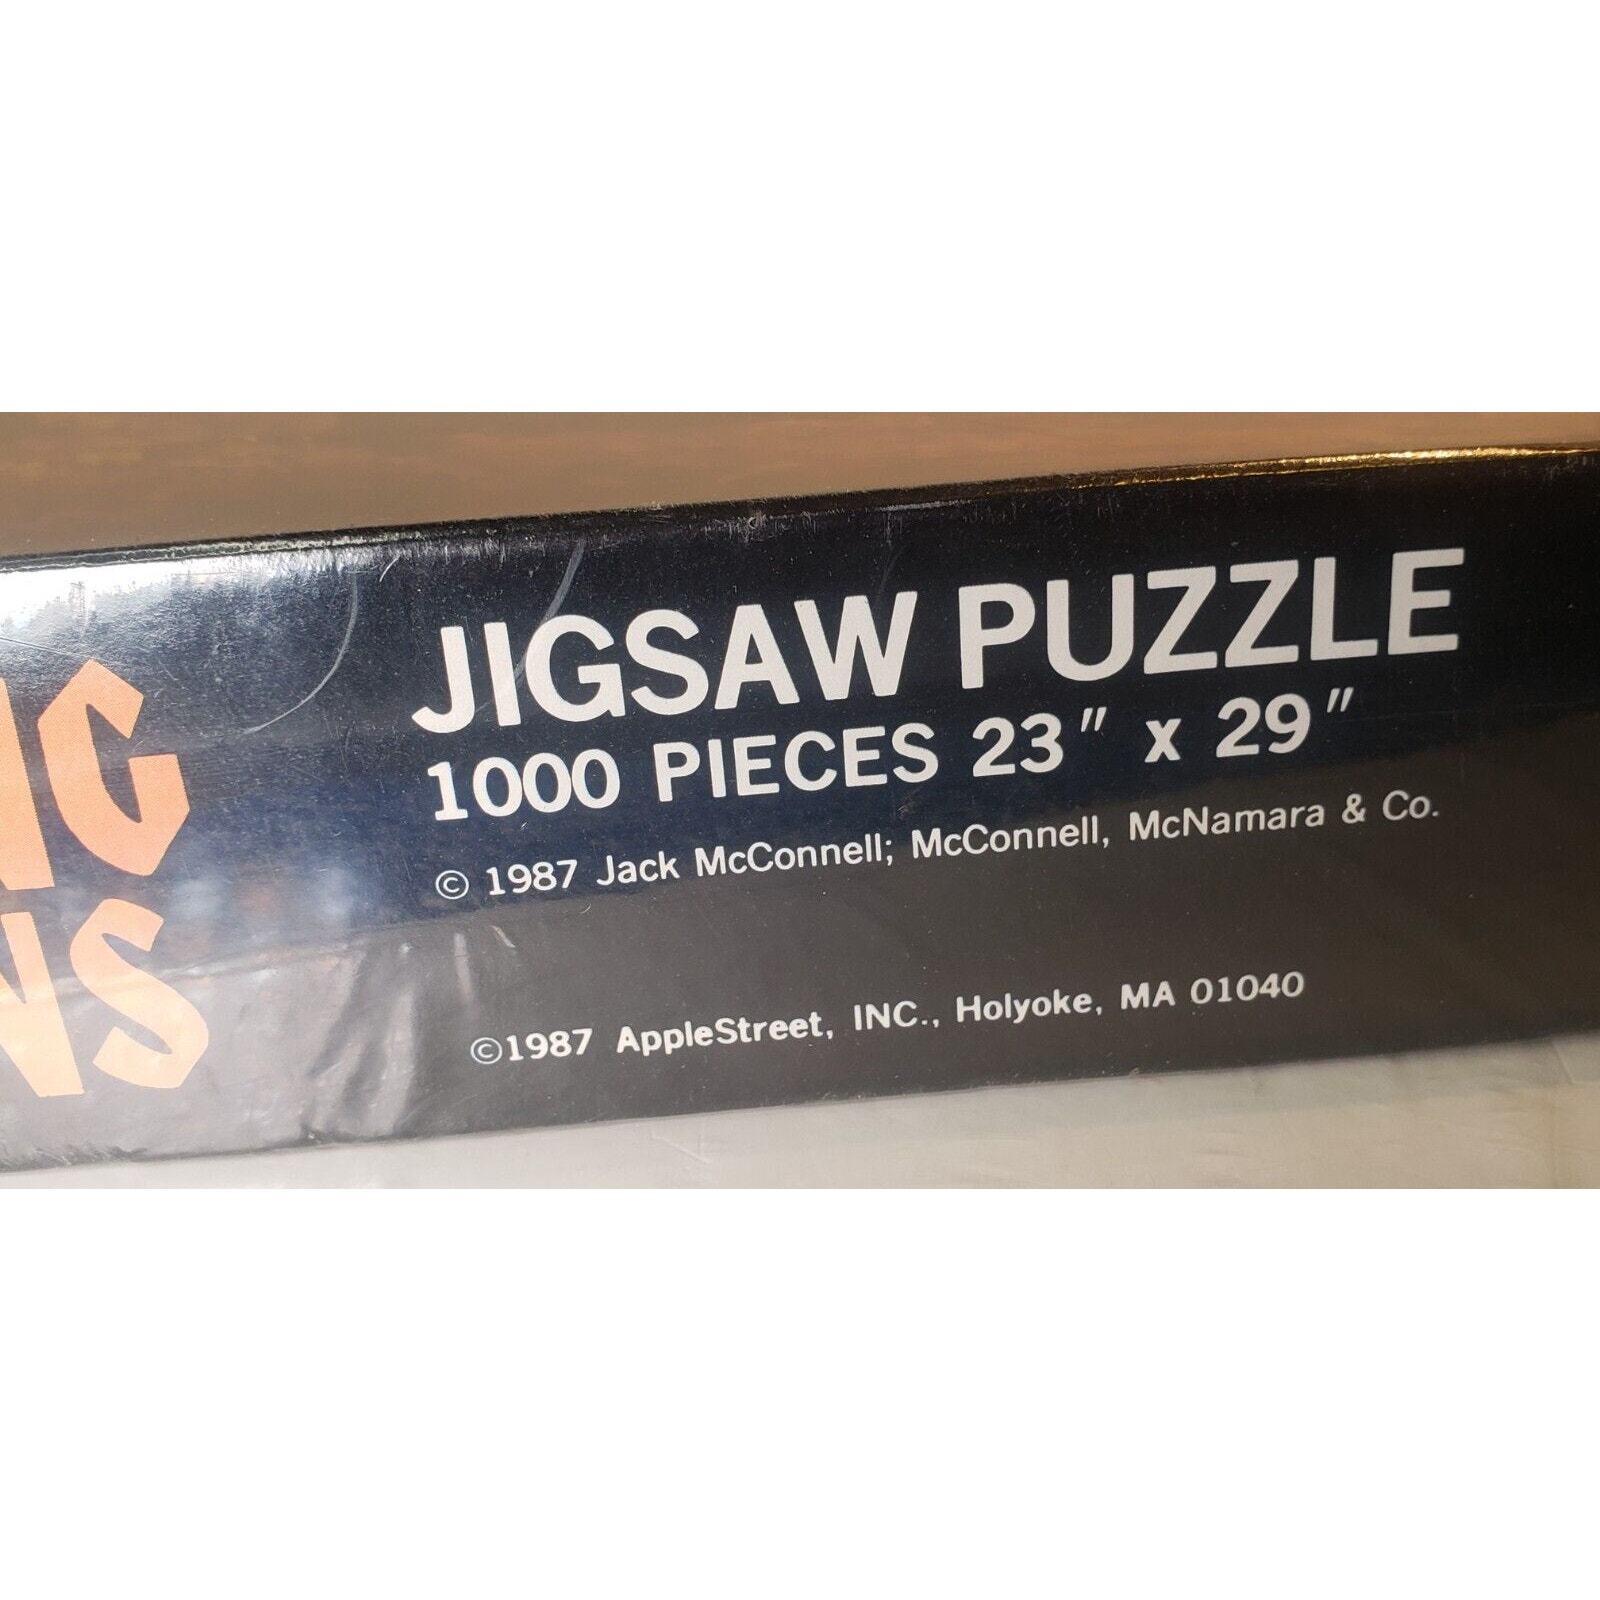 JIGSAW PUZZLE
1000 PIECES 23" x 29"
© 1987 Jack McConnell; McConnell, McNamara & Co.
©1987 AppleStreet, INC., Holyoke, MA 01040